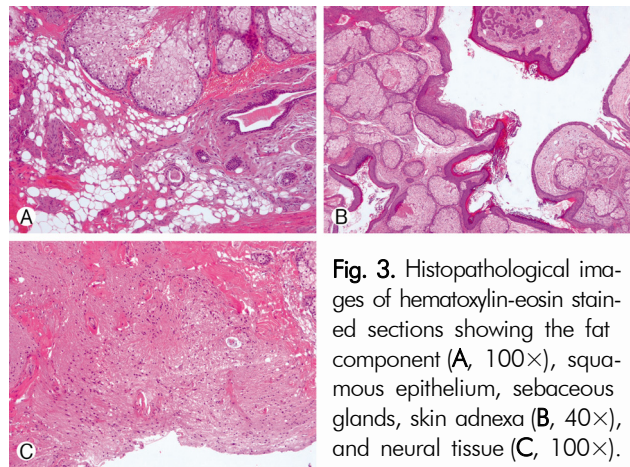 A
B
C
Fig. 3. Histopathological ima-
ges of hematoxylin-eosin stain-
ed sections showing the fat
component (A, 100×), squa-
mous epithelium, sebaceous
glands, skin adnexa (B, 40×),
and neural tissue (C, 100×).